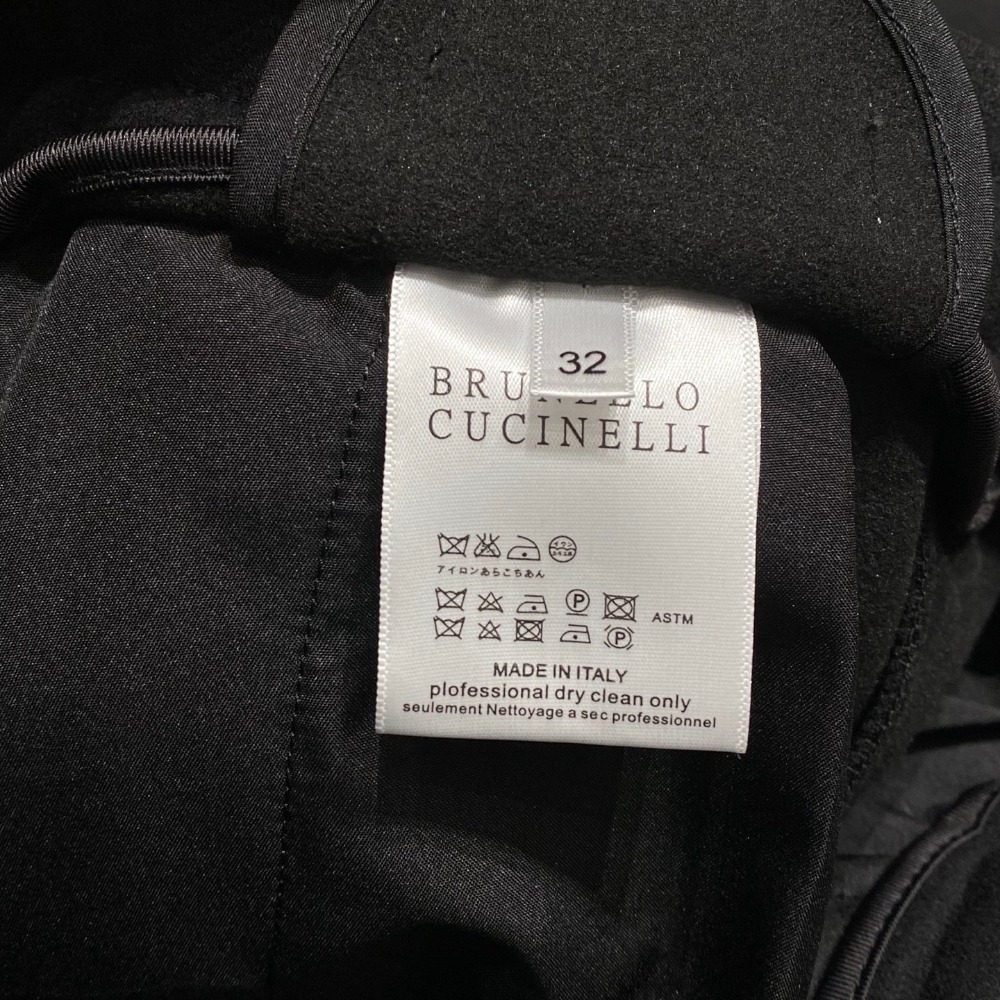 32
BRUNELLO
CUCINELLI
アイロンあらこちあん
P
ASTM
P
MADE IN ITALY
plofessional dry clean only
seulement Nettoyage a sec professionnel